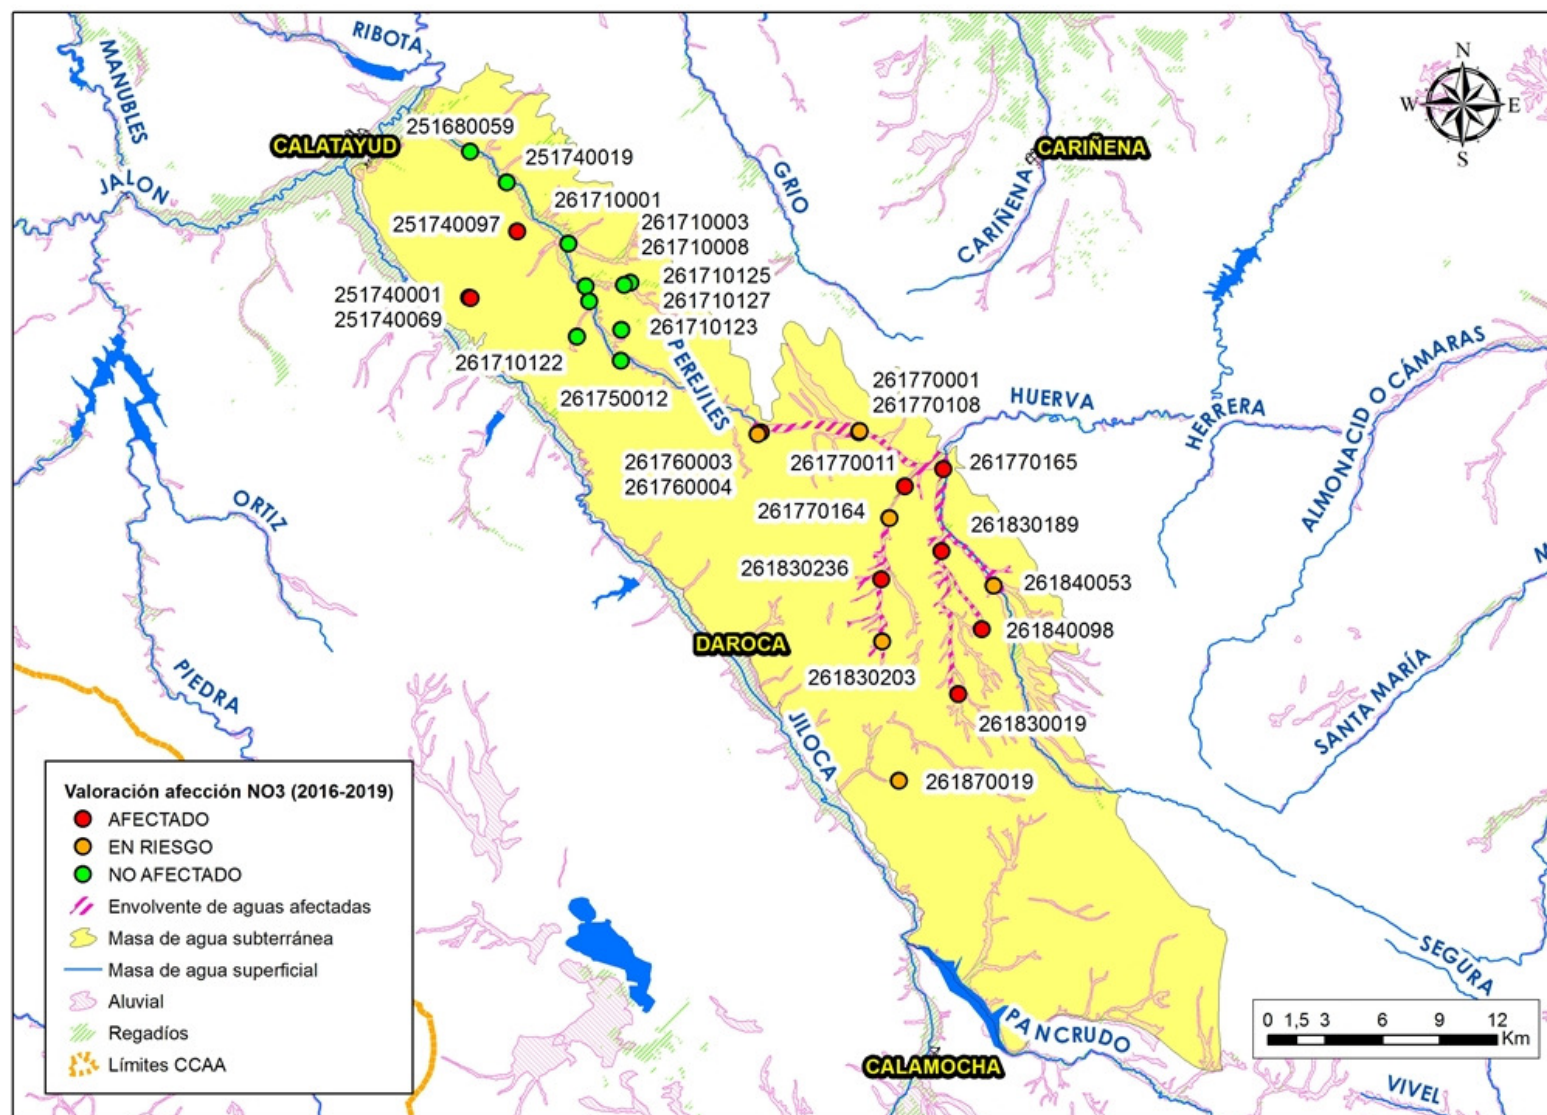 RIBOTA
MANUBLES
N
W
E
S
CALATAYUD
251680059
CARIÑENA
251740019
JALON
GRIO
261710001
CARIÑENA
251740097
261710003
261710008
261710125
261710127
251740001
251740069
261710123
261710122
PEREJILES
261750012
261770001
261770108
HUERVA
HERRERA
ALMONACID O CÁMARAS
261760003
261760004
261770011
261770165
261770164
ORTIZ
261830189
261830236
261840053
DAROCA
261840098
261830203
PIEDRA
261830019
SANTA MARÍA
JILOCA
261870019
Valoración afección NO3 (2016-2019)
AFECTADO
EN RIESGO
NO AFECTADO
Envolvente de aguas afectadas
Masa de agua subterránea
Masa de agua superficial
Aluvial
Regadíos
Límites CCAA
SEGURA
PANCRUDO
0 1,5 3 6 9 12
Km
CALAMOCHA
VIVEL